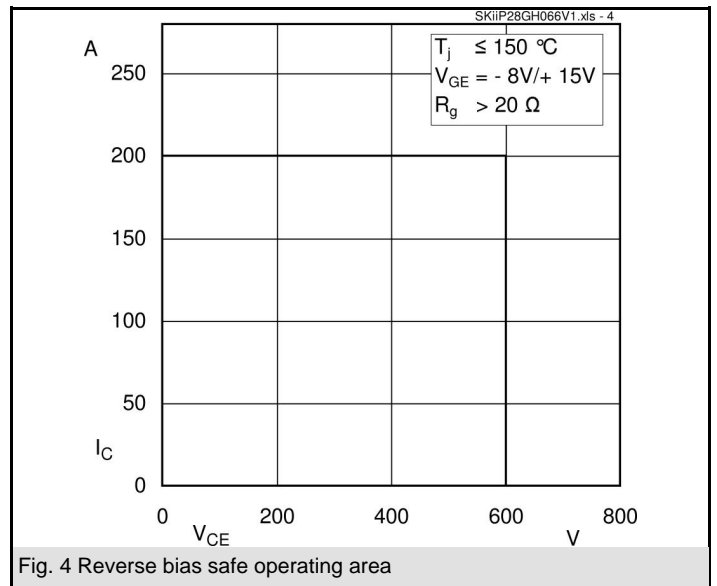 SKiiP28GH066V1.xls - 4
A
Tj ≤ 150 °C
VGE = - 8V/+ 15V
Rg > 20 Ω
250
200
150
100
50
IC
0
0 200 400 600 800
VCE V
Fig. 4 Reverse bias safe operating area